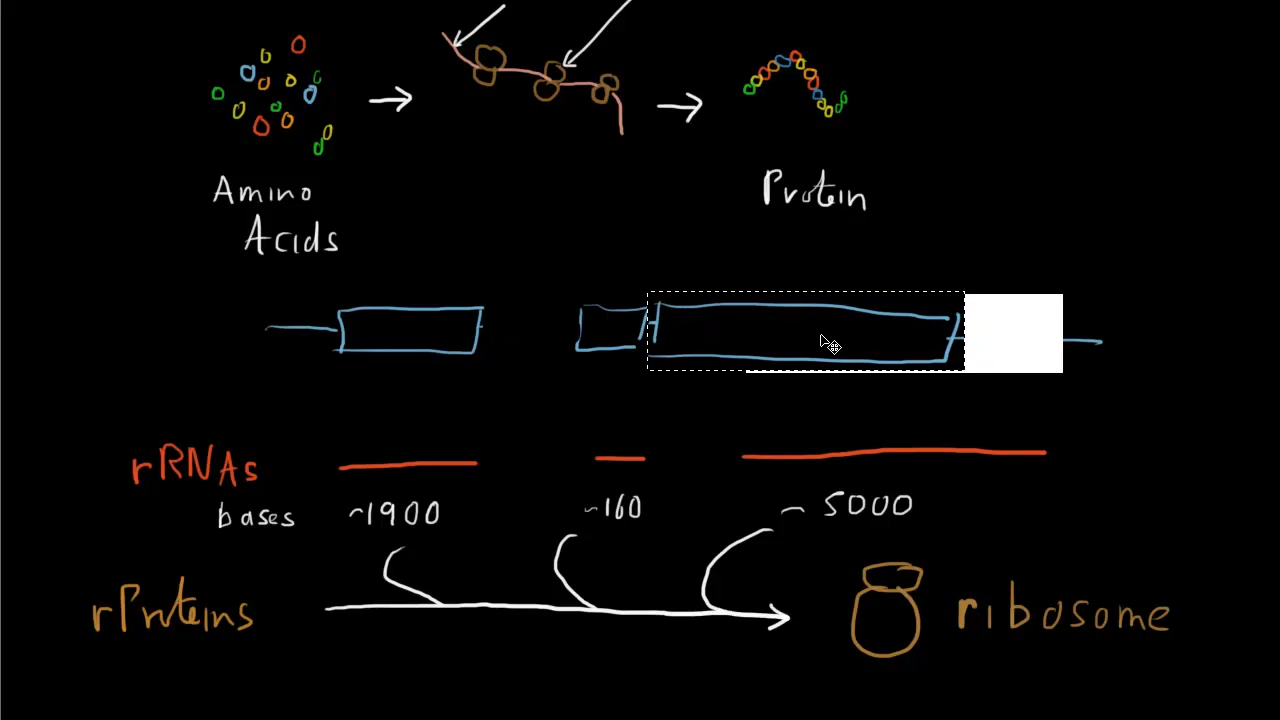 Amino
Acids
Protein
rRNAs
bases ~1900 ~160 ~ 5000
rProteins
ribosome